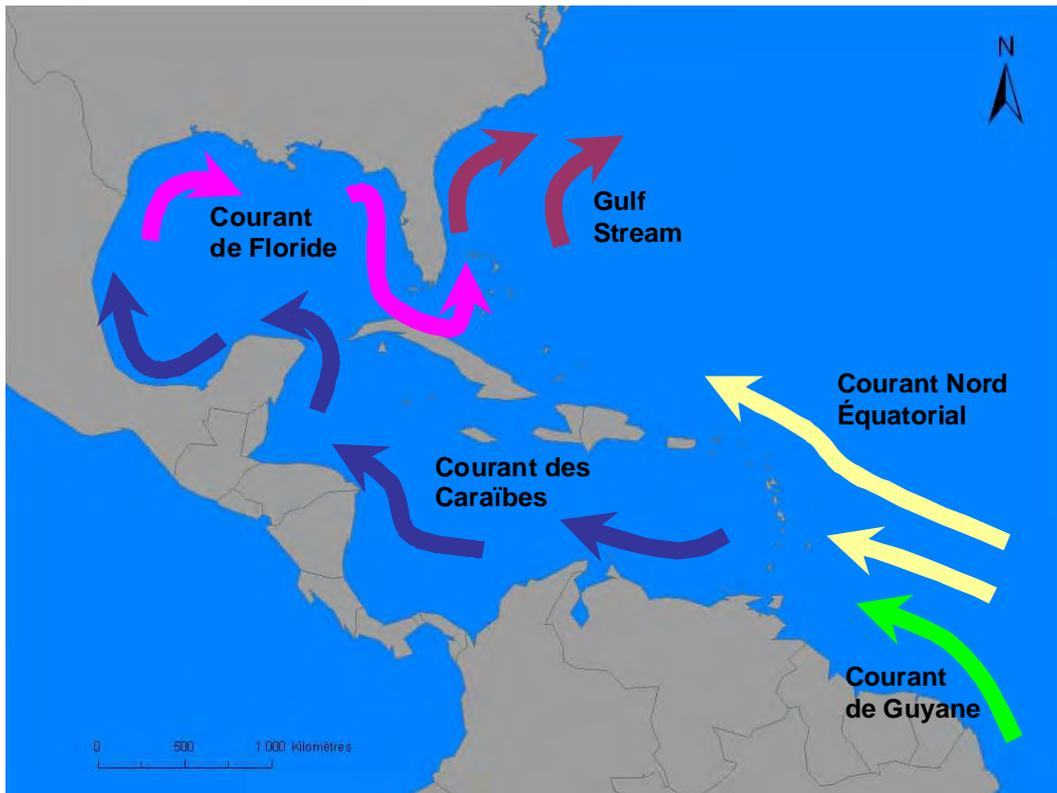 N
Courant
de Floride
Gulf
Stream
Courant Nord
Équatorial
Courant des
Caraïbes
Courant
de Guyane
0 500 1 000 Kilomètres